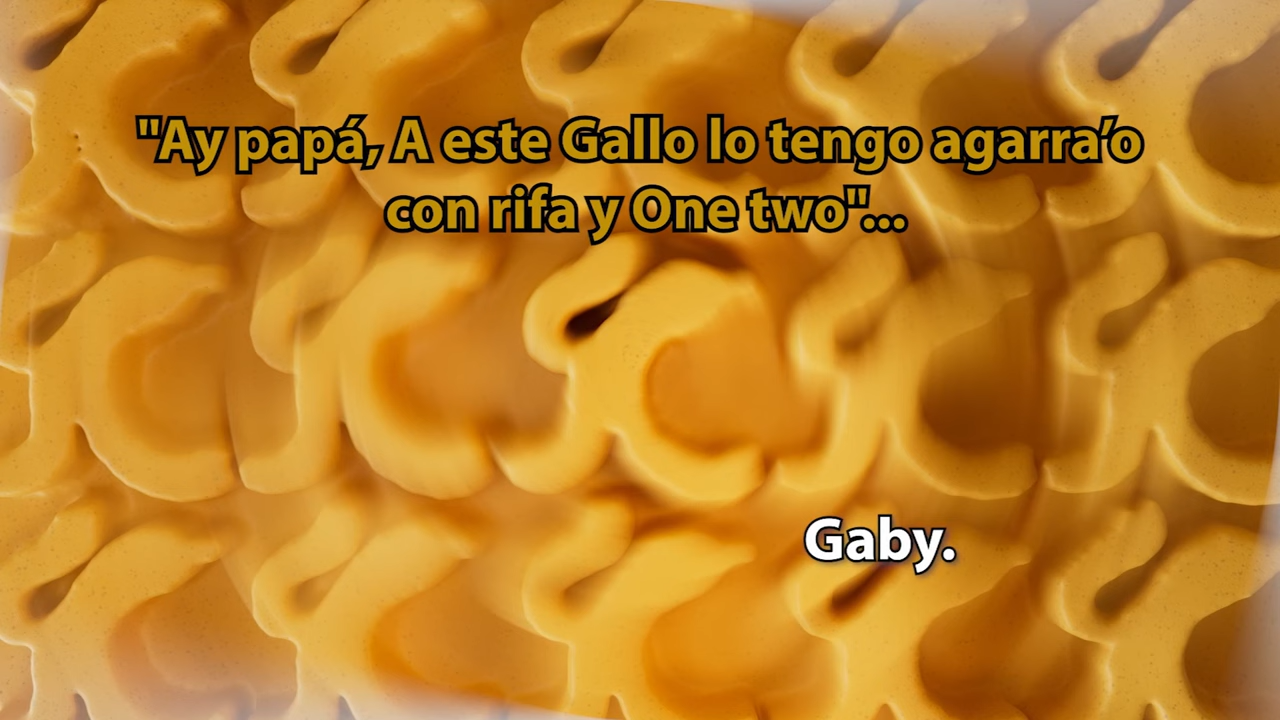 "Ay papá, A este Gallo lo tengo agarra’o
con rifa y One two"...
Gaby.